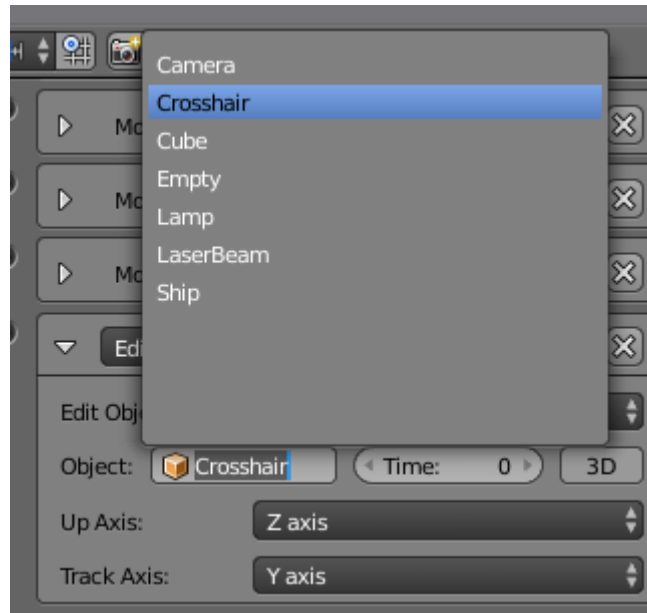 Camera
Crosshair
Cube
Empty
Lamp
LaserBeam
Ship
Edit Obj
Object: Crosshair Time: 0 3D
Up Axis: Z axis
Track Axis: Y axis